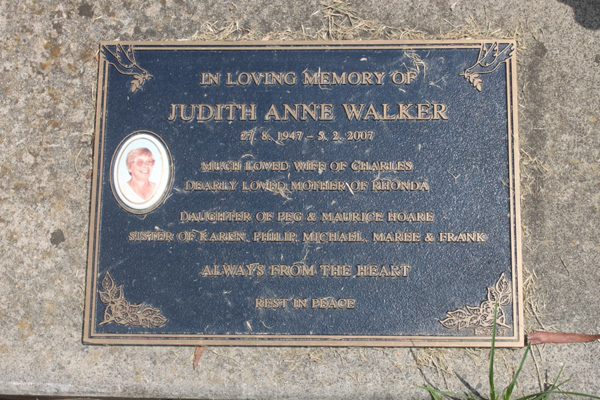 IN LOVING MEMORY OF
JUDITH ANNE WALKER
27. 8. 1947 – 5. 2. 2007
MUCH LOVED WIFE OF CHARLES
DEARLY LOVED MOTHER OF RHONDA
DAUGHTER OF PEG & MAURICE HOARE
SISTER OF KAREN, PHILIP, MICHAEL, MAREE & FRANK
ALWAYS FROM THE HEART
REST IN PEACE